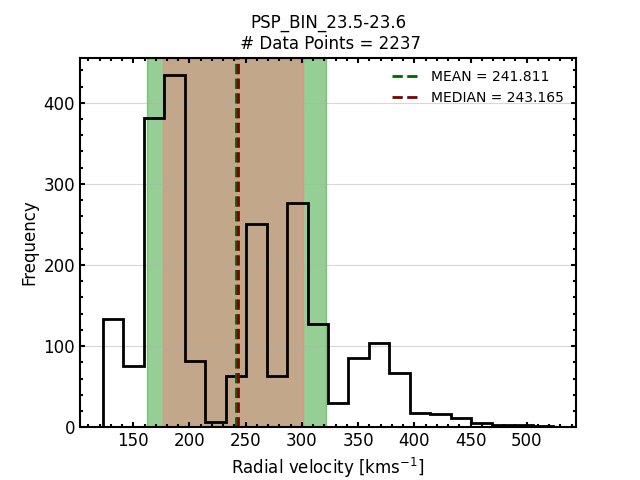 PSP_BIN_23.5-23.6
# Data Points = 2237
MEAN = 241.811
MEDIAN = 243.165
Frequency
400
300
200
100
0
150 200 250 300 350 400 450 500
Radial velocity [kms⁻¹]